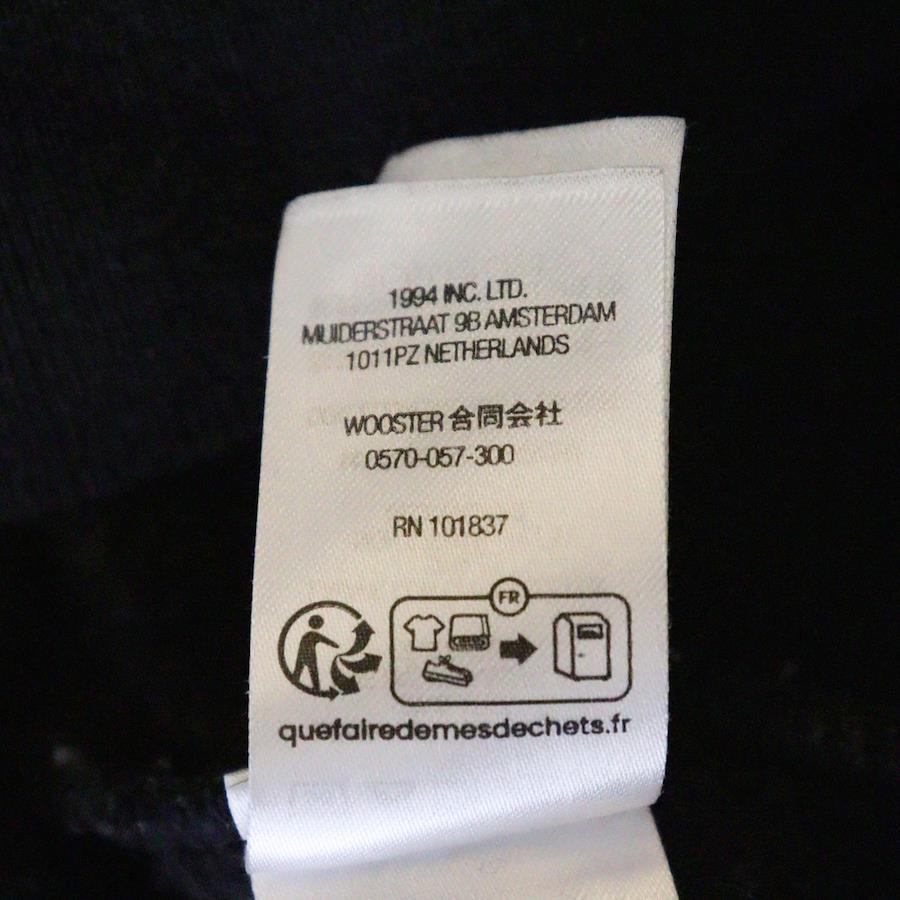 1994 INC. LTD.
MUIDERSTRAAT 9B AMSTERDAM
1011PZ NETHERLANDS
WOOSTER 合同会社
0570-057-300
RN 101837
FR
quefairedemesdechets.fr